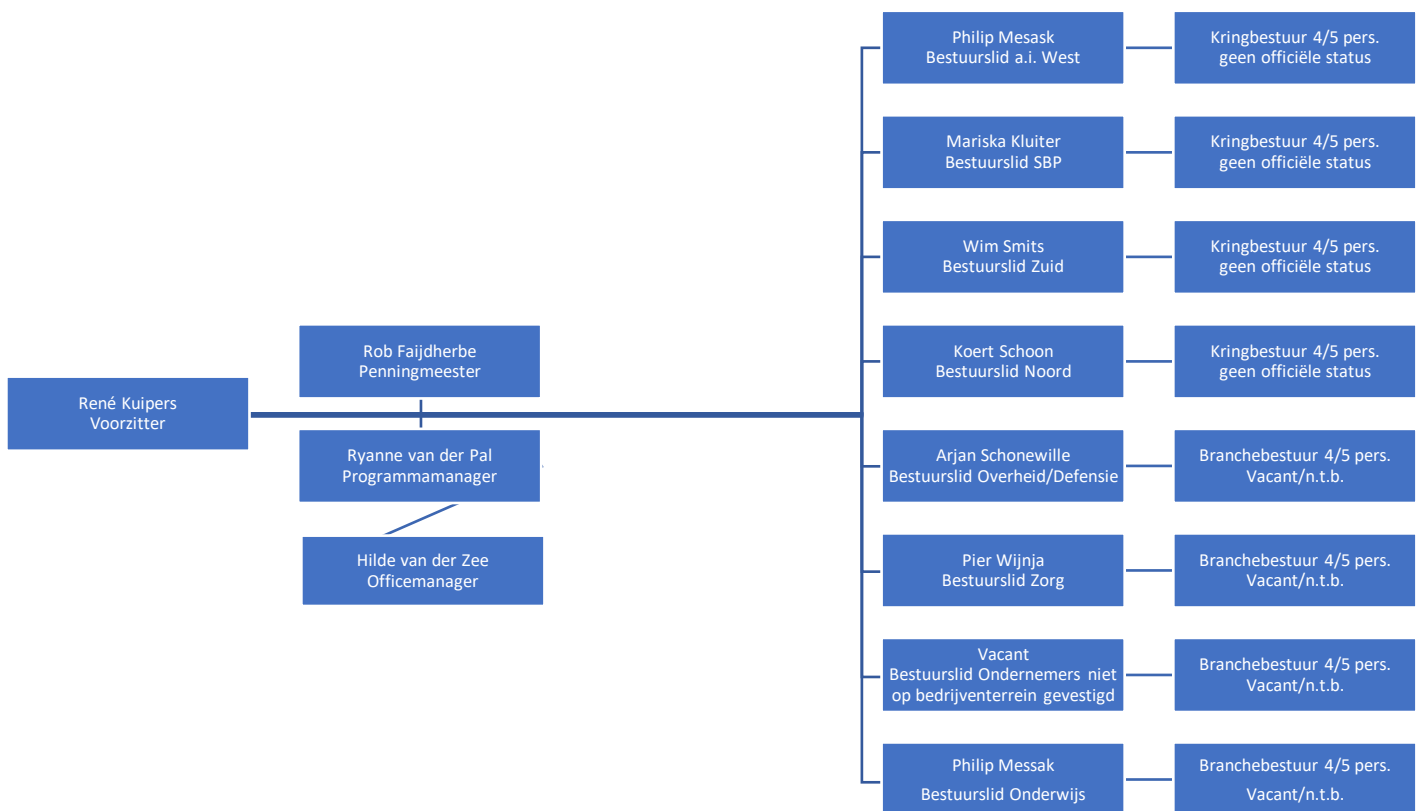 René Kuipers
Voorzitter
Rob Faijdherbe
Penningmeester
Ryanne van der Pal
Programmamanager
Hilde van der Zee
Officemanager
Philip Mesask
Bestuurslid a.i. West
Kringbestuur 4/5 pers.
geen officiële status
Mariska Kluiter
Bestuurslid SBP
Kringbestuur 4/5 pers.
geen officiële status
Wim Smits
Bestuurslid Zuid
Kringbestuur 4/5 pers.
geen officiële status
Koert Schoon
Bestuurslid Noord
Kringbestuur 4/5 pers.
geen officiële status
Arjan Schonewille
Bestuurslid Overheid/Defensie
Branchebestuur 4/5 pers.
Vacant/n.t.b.
Pier Wijnja
Bestuurslid Zorg
Branchebestuur 4/5 pers.
Vacant/n.t.b.
Vacant
Bestuurslid Ondernemers niet
op bedrijventerrein gevestigd
Branchebestuur 4/5 pers.
Vacant/n.t.b.
Philip Messak
Bestuurslid Onderwijs
Branchebestuur 4/5 pers.
Vacant/n.t.b.